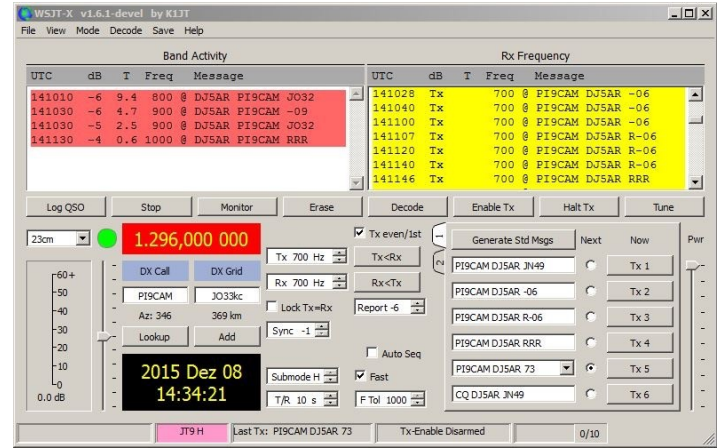 WSJT-X v1.6.1-devel by K1JT
File View Mode Decode Save Help
Band Activity
UTC dB T Freq Message
141010 -6 9.4 800 @ DJ5AR PI9CAM JO32
141030 -6 4.7 900 @ DJ5AR PI9CAM -09
141030 -5 2.5 900 @ DJ5AR PI9CAM JO32
141130 -4 0.6 1000 @ DJ5AR PI9CAM RRR
Rx Frequency
UTC dB T Freq Message
141028 Tx 700 @ PI9CAM DJ5AR -06
141040 Tx 700 @ PI9CAM DJ5AR -06
141100 Tx 700 @ PI9CAM DJ5AR -06
141107 Tx 700 @ PI9CAM DJ5AR R-06
141120 Tx 700 @ PI9CAM DJ5AR R-06
141140 Tx 700 @ PI9CAM DJ5AR R-06
141146 Tx 700 @ PI9CAM DJ5AR RRR
Log QSO Stop Monitor Erase Decode Enable Tx Halt Tx Tune
23cm
1.296,000 000
DX Call DX Grid
PI9CAM JO33kc
Az: 346 369 km
Lookup Add
2015 Dez 08
14:34:21
-60+
-50
-40
-30
-20
-10
-0
0.0 dB
Tx 700 Hz
Rx 700 Hz
Lock Tx=Rx
Sync -1
Submode H
T/R 10 s
Tx even/1st
Tx<Rx
Rx<Tx
Report -6
Auto Seq
Fast
F Tol 1000
1
2
Generate Std Msgs Next Now Pwr
PI9CAM DJ5AR JN49 Tx 1
PI9CAM DJ5AR -06 Tx 2
PI9CAM DJ5AR R-06 Tx 3
PI9CAM DJ5AR RRR Tx 4
PI9CAM DJ5AR 73 Tx 5
CQ DJ5AR JN49 Tx 6
JT9 H Last Tx: PI9CAM DJ5AR 73 Tx-Enable Disarmed 0/10